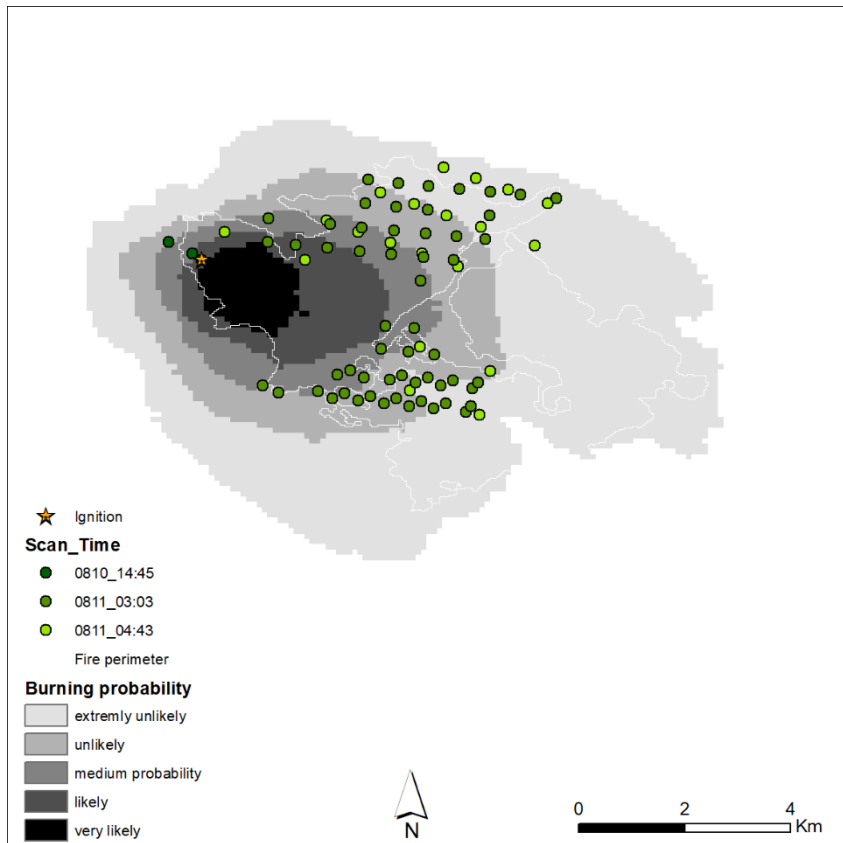 Ignition
Scan_Time
0810_14:45
0811_03:03
0811_04:43
Fire perimeter
Burning probability
extremly unlikely
unlikely
medium probability
likely
very likely
N
0 2 4
Km